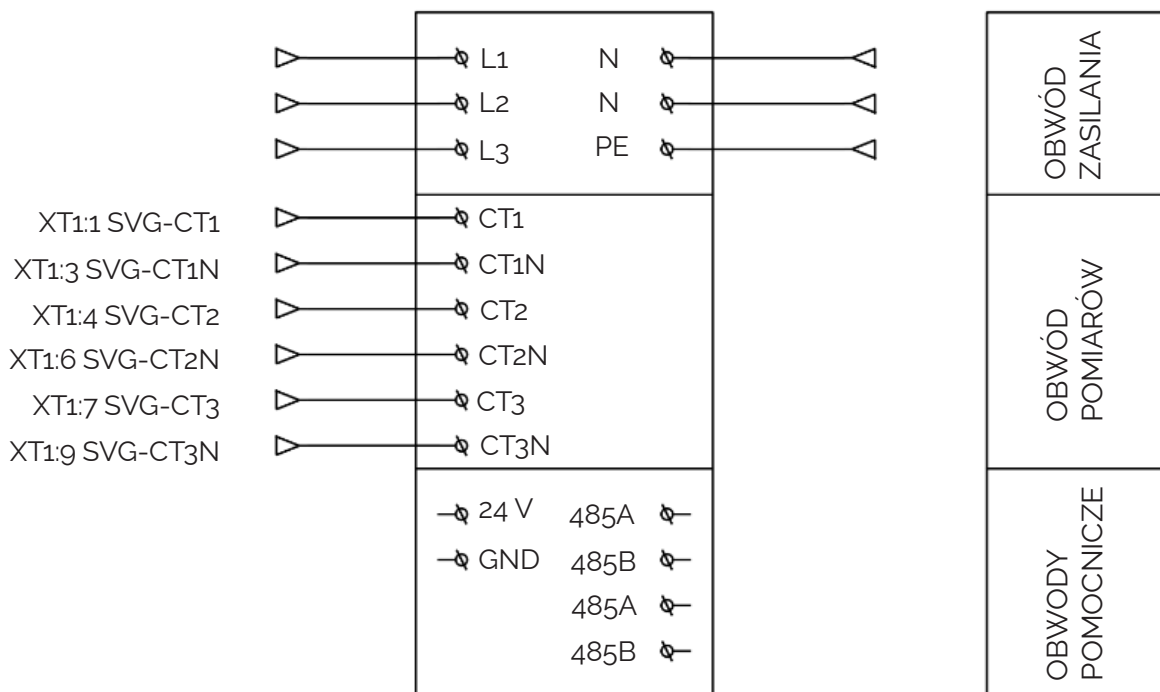 L1 N
L2 N
L3 PE
OBWÓD
ZASILANIA
XT1:1 SVG-CT1 CT1
XT1:3 SVG-CT1N CT1N
XT1:4 SVG-CT2 CT2
XT1:6 SVG-CT2N CT2N
XT1:7 SVG-CT3 CT3
XT1:9 SVG-CT3N CT3N
OBWÓD
POMIARÓW
24 V 485A
GND 485B
485A
485B
OBWODY
POMOCNICZE